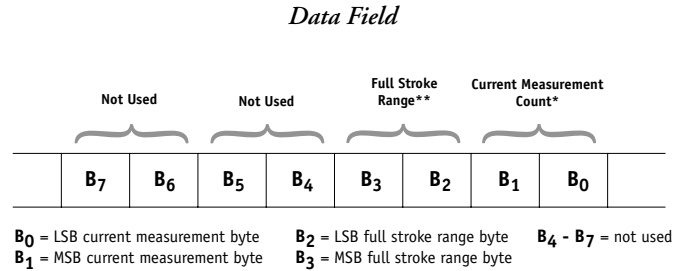 Data Field
Full Stroke
Range**
Current Measurement
Count*
Not Used
Not Used
B7 B6 B5 B4 B3 B2 B1 B0
B0 = LSB current measurement byte
B1 = MSB current measurement byte
B2 = LSB full stroke range byte
B3 = MSB full stroke range byte
B4 - B7 = not used